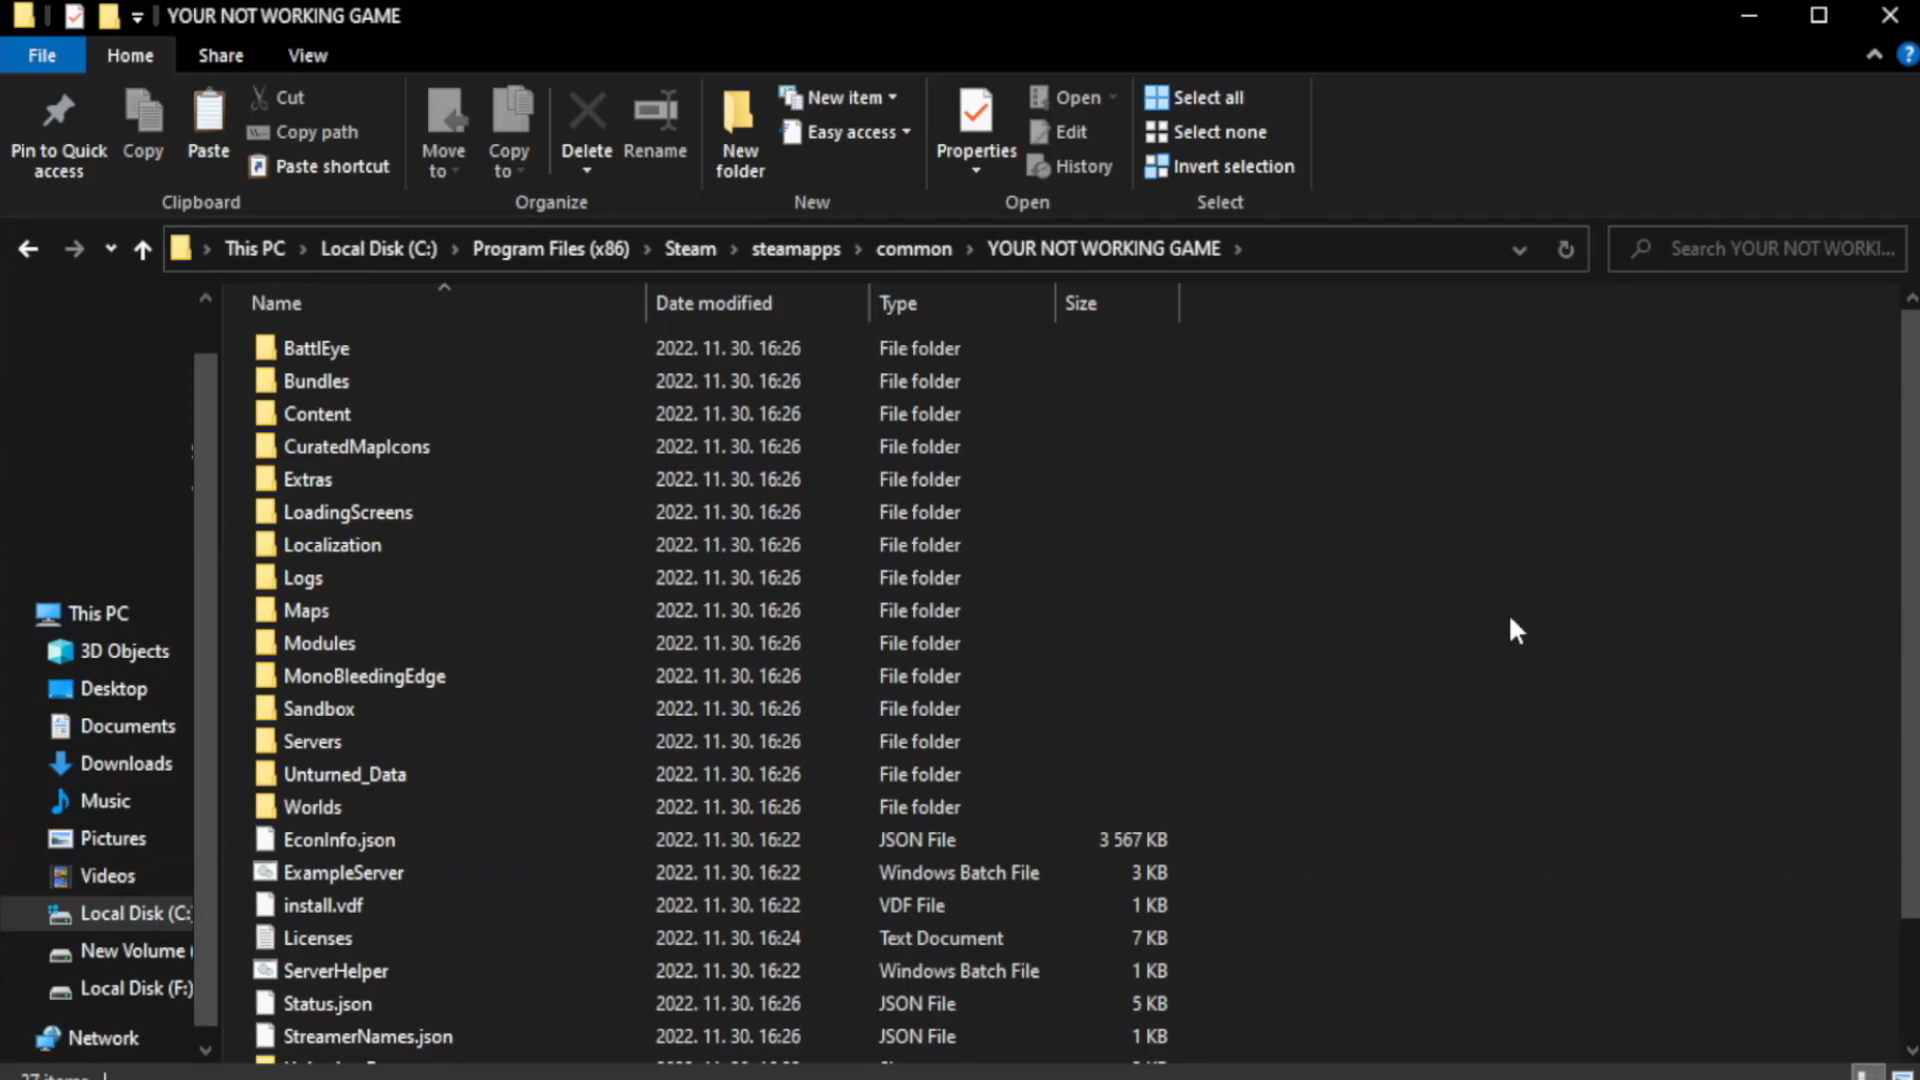 YOUR NOT WORKING GAME
File Home Share View
Pin to Quick access
Copy
Paste
Cut
Copy path
Paste shortcut
Clipboard
Move to
Copy to
Delete
Rename
Organize
New folder
New item
Easy access
New
Properties
Open
Edit
History
Open
Select all
Select none
Invert selection
Select
This PC Local Disk (C:) Program Files (x86) Steam steamapps common YOUR NOT WORKING GAME
Search YOUR NOT WORKI...
This PC
3D Objects
Desktop
Documents
Downloads
Music
Pictures
Videos
Local Disk (C:
New Volume (
Local Disk (F:)
Network
Name Date modified Type Size
BattlEye 2022. 11. 30. 16:26 File folder
Bundles 2022. 11. 30. 16:26 File folder
Content 2022. 11. 30. 16:26 File folder
CuratedMapIcons 2022. 11. 30. 16:26 File folder
Extras 2022. 11. 30. 16:26 File folder
LoadingScreens 2022. 11. 30. 16:26 File folder
Localization 2022. 11. 30. 16:26 File folder
Logs 2022. 11. 30. 16:26 File folder
Maps 2022. 11. 30. 16:26 File folder
Modules 2022. 11. 30. 16:26 File folder
MonoBleedingEdge 2022. 11. 30. 16:26 File folder
Sandbox 2022. 11. 30. 16:26 File folder
Servers 2022. 11. 30. 16:26 File folder
Unturned_Data 2022. 11. 30. 16:26 File folder
Worlds 2022. 11. 30. 16:26 File folder
EconInfo.json 2022. 11. 30. 16:22 JSON File 3 567 KB
ExampleServer 2022. 11. 30. 16:22 Windows Batch File 3 KB
install.vdf 2022. 11. 30. 16:22 VDF File 1 KB
Licenses 2022. 11. 30. 16:24 Text Document 7 KB
ServerHelper 2022. 11. 30. 16:22 Windows Batch File 1 KB
Status.json 2022. 11. 30. 16:26 JSON File 5 KB
StreamerNames.json 2022. 11. 30. 16:26 JSON File 1 KB